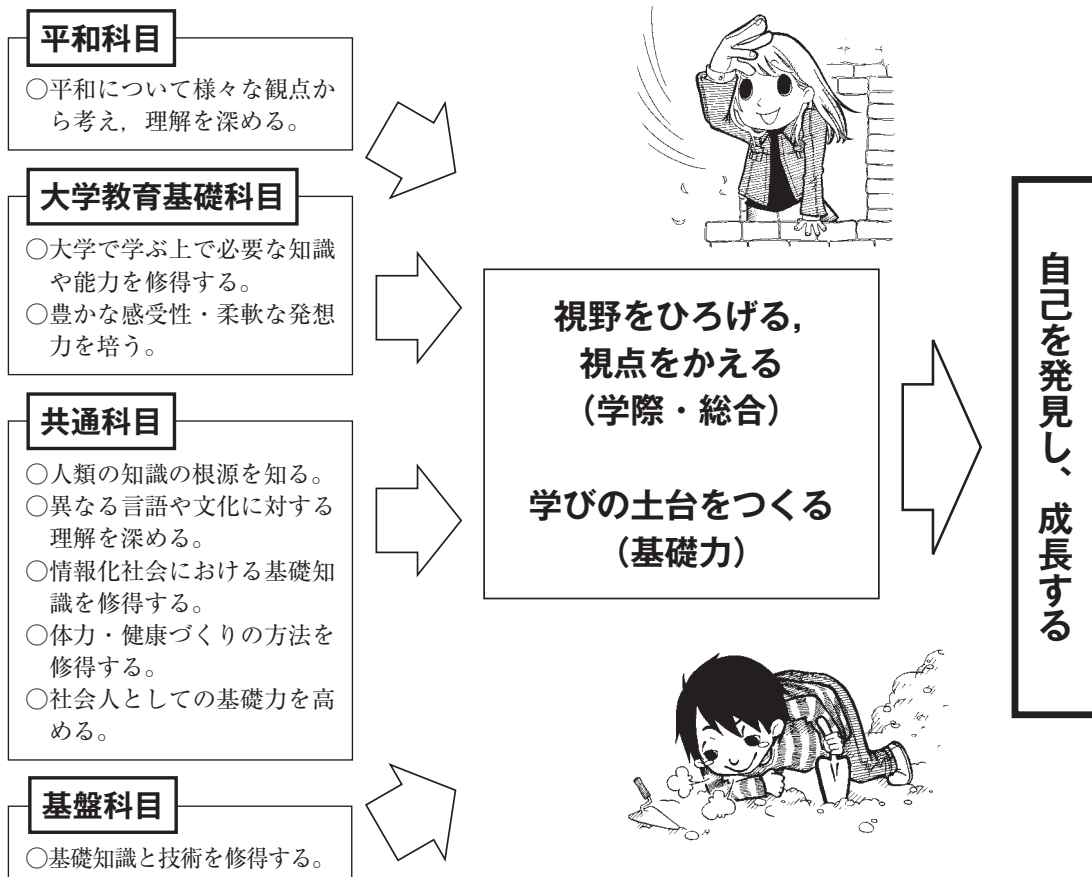 平和科目
○平和について様々な観点か
ら考え，理解を深める。
大学教育基礎科目
○大学で学ぶ上で必要な知識
や能力を修得する。
○豊かな感受性・柔軟な発想
力を培う。
共通科目
○人類の知識の根源を知る。
○異なる言語や文化に対する
理解を深める。
○情報化社会における基礎知
識を修得する。
○体力・健康づくりの方法を
修得する。
○社会人としての基礎力を高
める。
基盤科目
○基礎知識と技術を修得する。
視野をひろげる，
視点をかえる
（学際・総合）
学びの土台をつくる
（基礎力）
自己を発見し、成長する